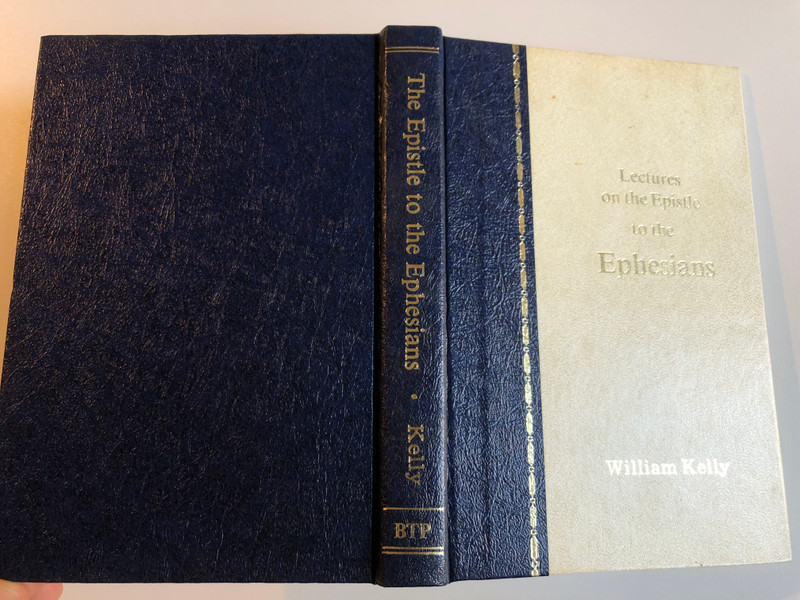 The Epistle to the Ephesians • Kelly
BTP
Lectures
on the Epistle
to the
Ephesians
William Kelly